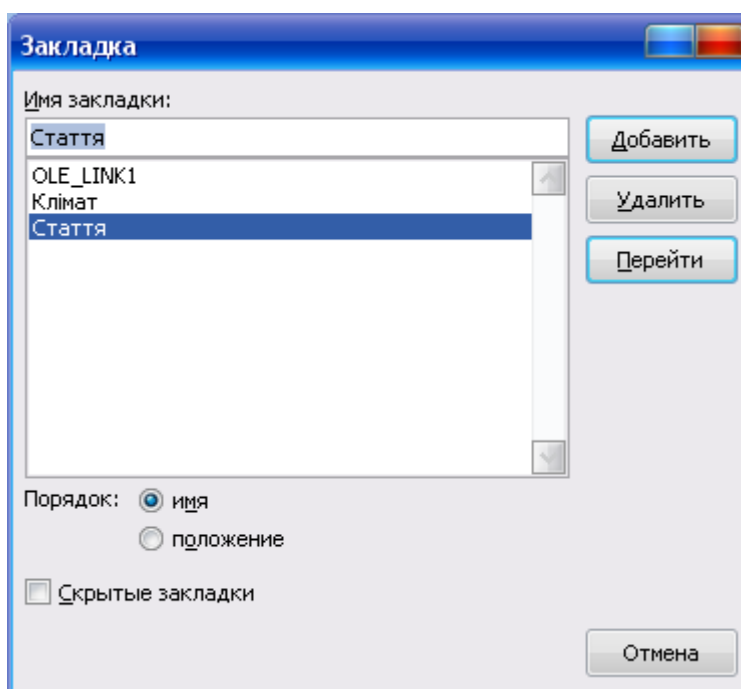 Закладка
Имя закладки:
Стаття
Добавить
OLE_LINK1
Клімат
Стаття
Удалить
Перейти
Порядок: имя
положение
Скрытые закладки
Отмена